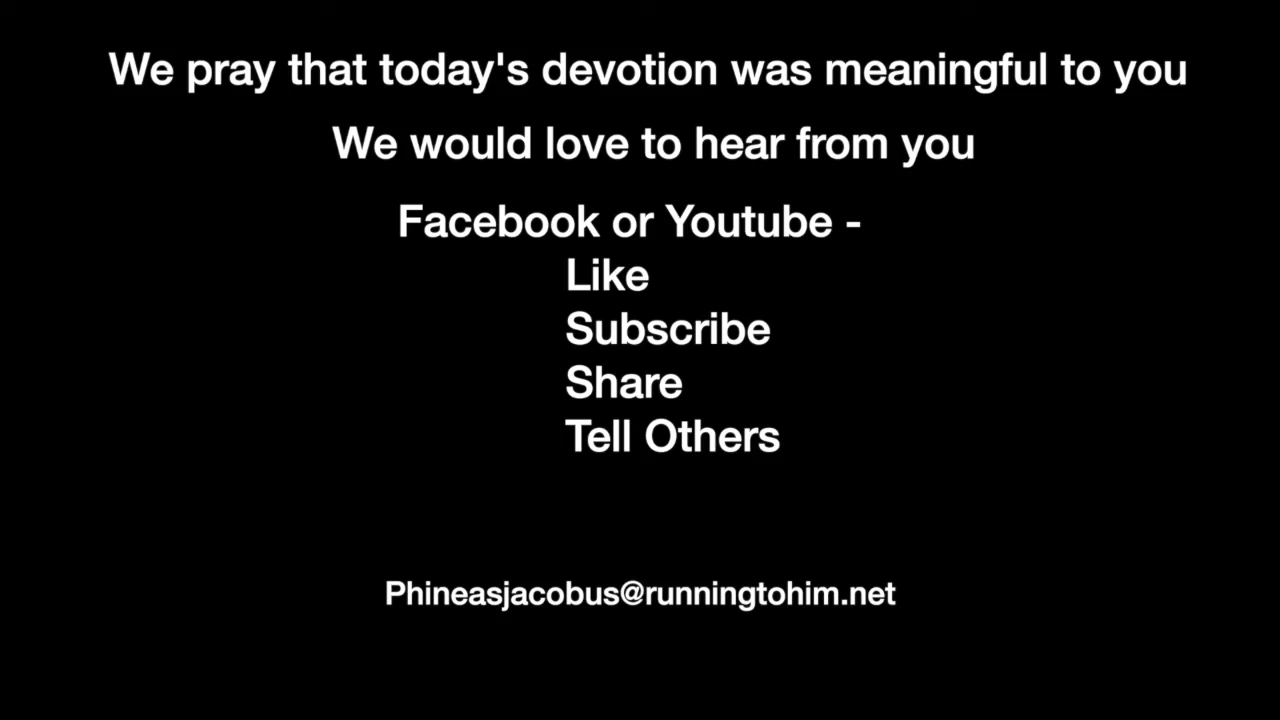 We pray that today's devotion was meaningful to you
We would love to hear from you
Facebook or Youtube -
Like
Subscribe
Share
Tell Others
Phineasjacobus@runningtohim.net